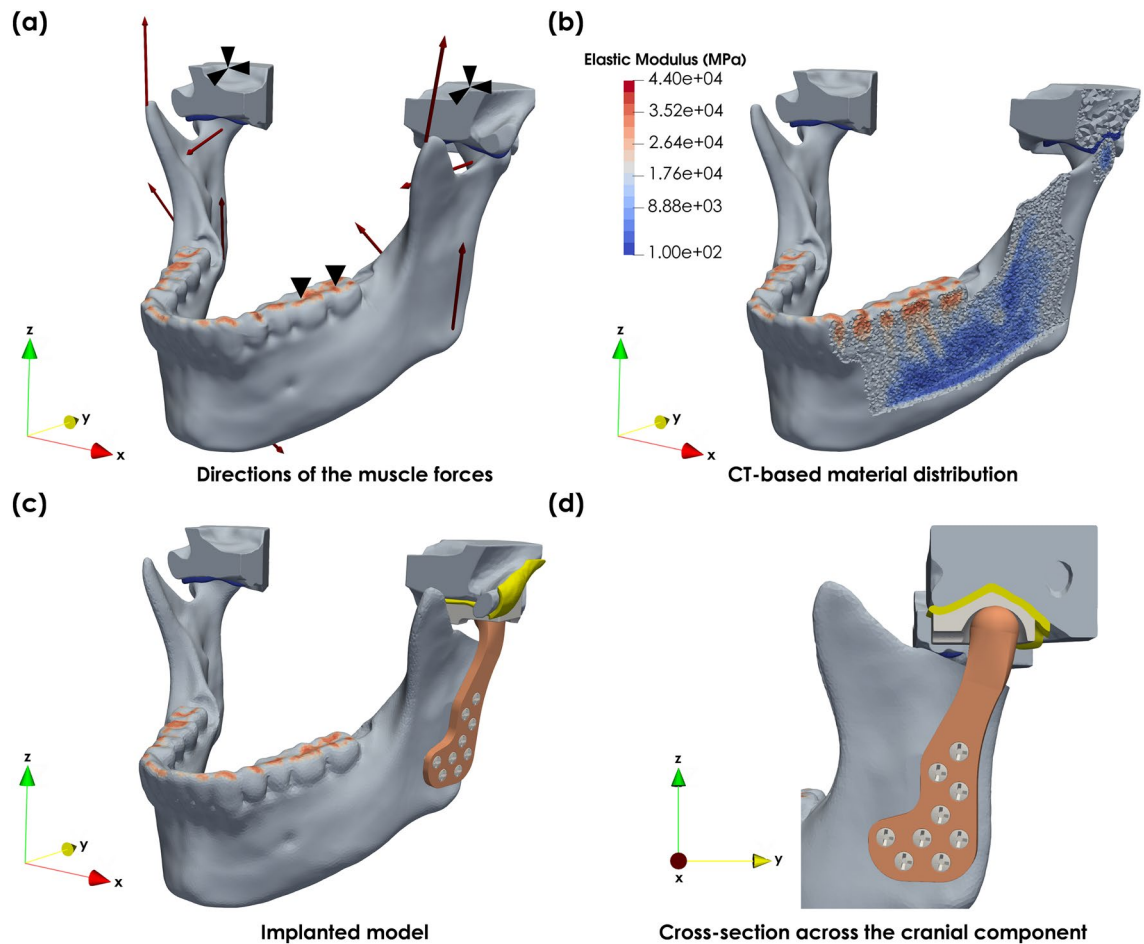 (a)
z
y
x
Directions of the muscle forces
(b)
Elastic Modulus (MPa)
4.40e+04
3.52e+04
2.64e+04
1.76e+04
8.88e+03
1.00e+02
z
y
x
CT-based material distribution
(c)
z
y
x
Implanted model
(d)
z
x
y
Cross-section across the cranial component